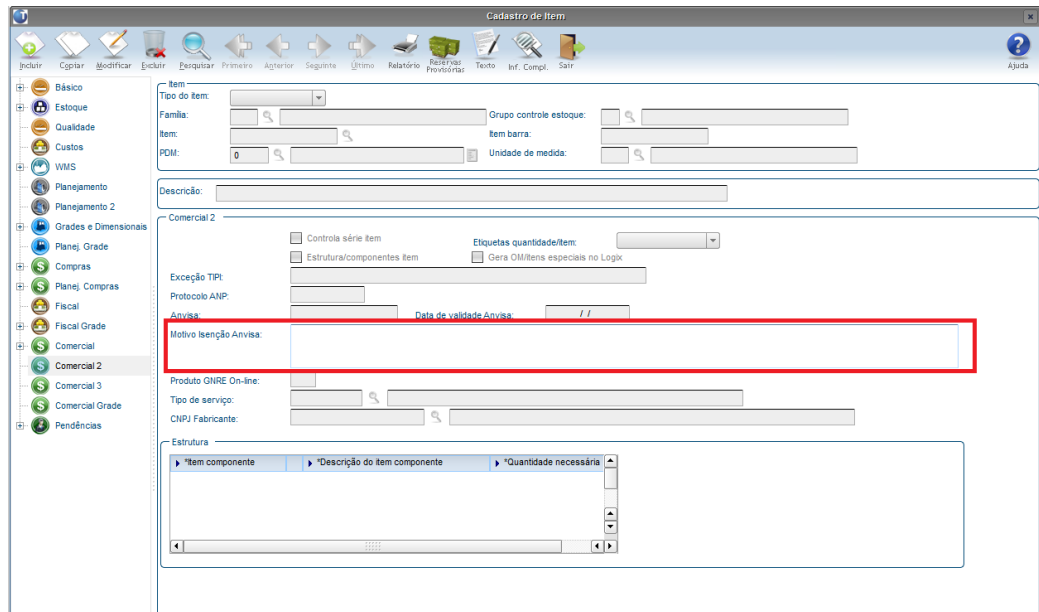 Cadastro de Item
Incluir Copiar Modificar Excluir Pesquisar Primeiro Anterior Seguinte Último Relatório Reservas Provisórias Texto Inf. Compl. Sair Ajuda
Básico
Estoque
Qualidade
Custos
WMS
Planejamento
Planejamento 2
Grades e Dimensionais
Planej. Grade
Compras
Planej. Compras
Fiscal
Fiscal Grade
Comercial
Comercial 2
Comercial 3
Comercial Grade
Pendências
Item
Tipo do item:
Família: Grupo controle estoque:
Item: Item barra:
PDM: 0 Unidade de medida:
Descrição:
Comercial 2
Controla série item Etiquetas quantidade/item:
Estrutura/componentes item Gera OM/itens especiais no Logix
Exceção TIPI:
Protocolo ANP:
Anvisa: Data de validade Anvisa: / /
Motivo Isenção Anvisa:
Produto GNRE On-line:
Tipo de serviço:
CNPJ Fabricante:
Estrutura
*Item componente *Descrição do item componente *Quantidade necessária